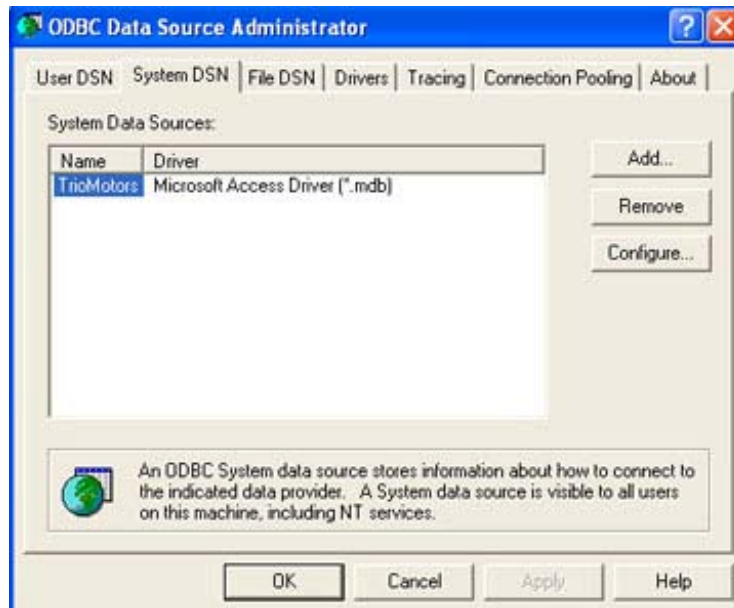 ODBC Data Source Administrator
User DSN System DSN File DSN Drivers Tracing Connection Pooling About
System Data Sources:
Name Driver
TrioMotors Microsoft Access Driver (*.mdb)
Add...
Remove
Configure...
An ODBC System data source stores information about how to connect to
the indicated data provider. A System data source is visible to all users
on this machine, including NT services.
OK Cancel Apply Help